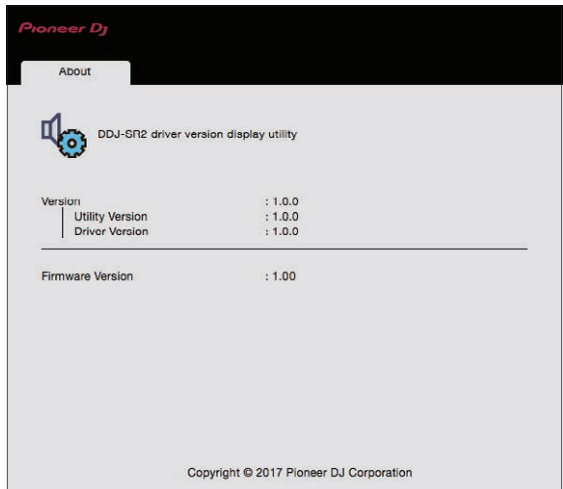 Pioneer Dj
About
DDJ-SR2 driver version display utility
Version : 1.0.0
Utility Version : 1.0.0
Driver Version : 1.0.0
Firmware Version : 1.00
Copyright © 2017 Pioneer DJ Corporation